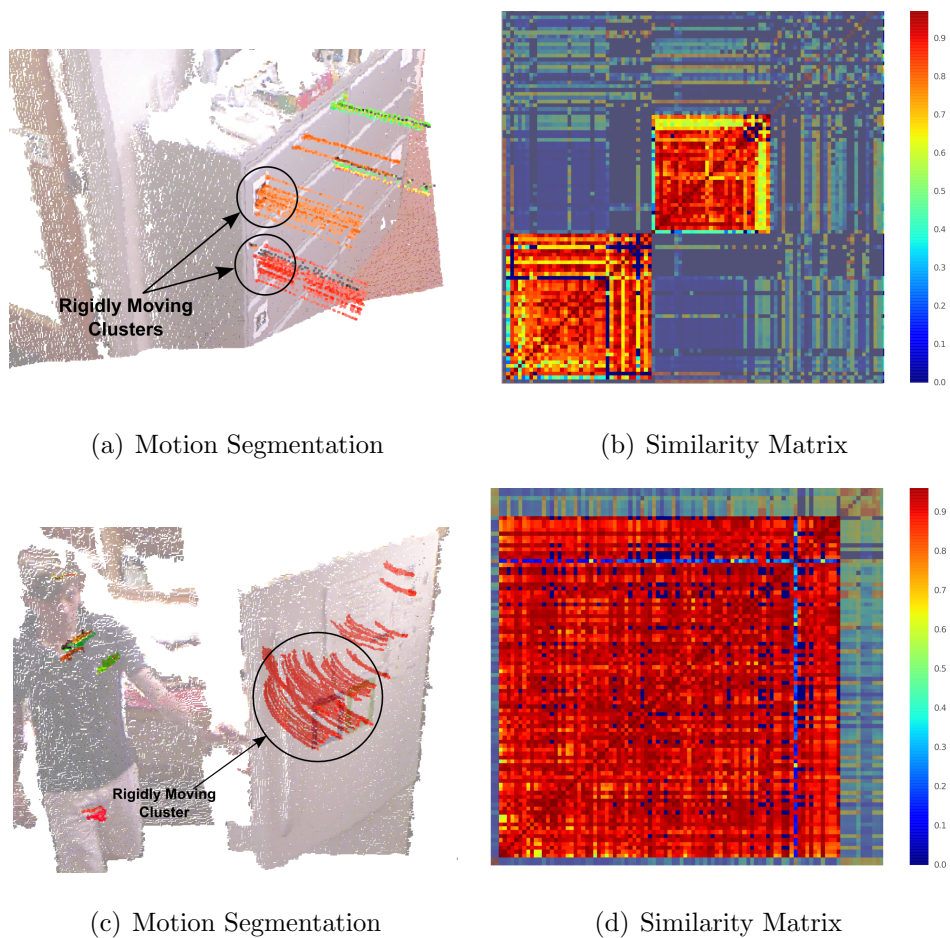 0.9
0.8
0.7
0.6
0.5
0.4
0.3
0.2
0.1
0.0
Rigidly Moving
Clusters
(a) Motion Segmentation
(b) Similarity Matrix
0.9
0.8
0.7
0.6
0.5
0.4
0.3
0.2
0.1
0.0
Rigidly Moving
Cluster
(c) Motion Segmentation
(d) Similarity Matrix